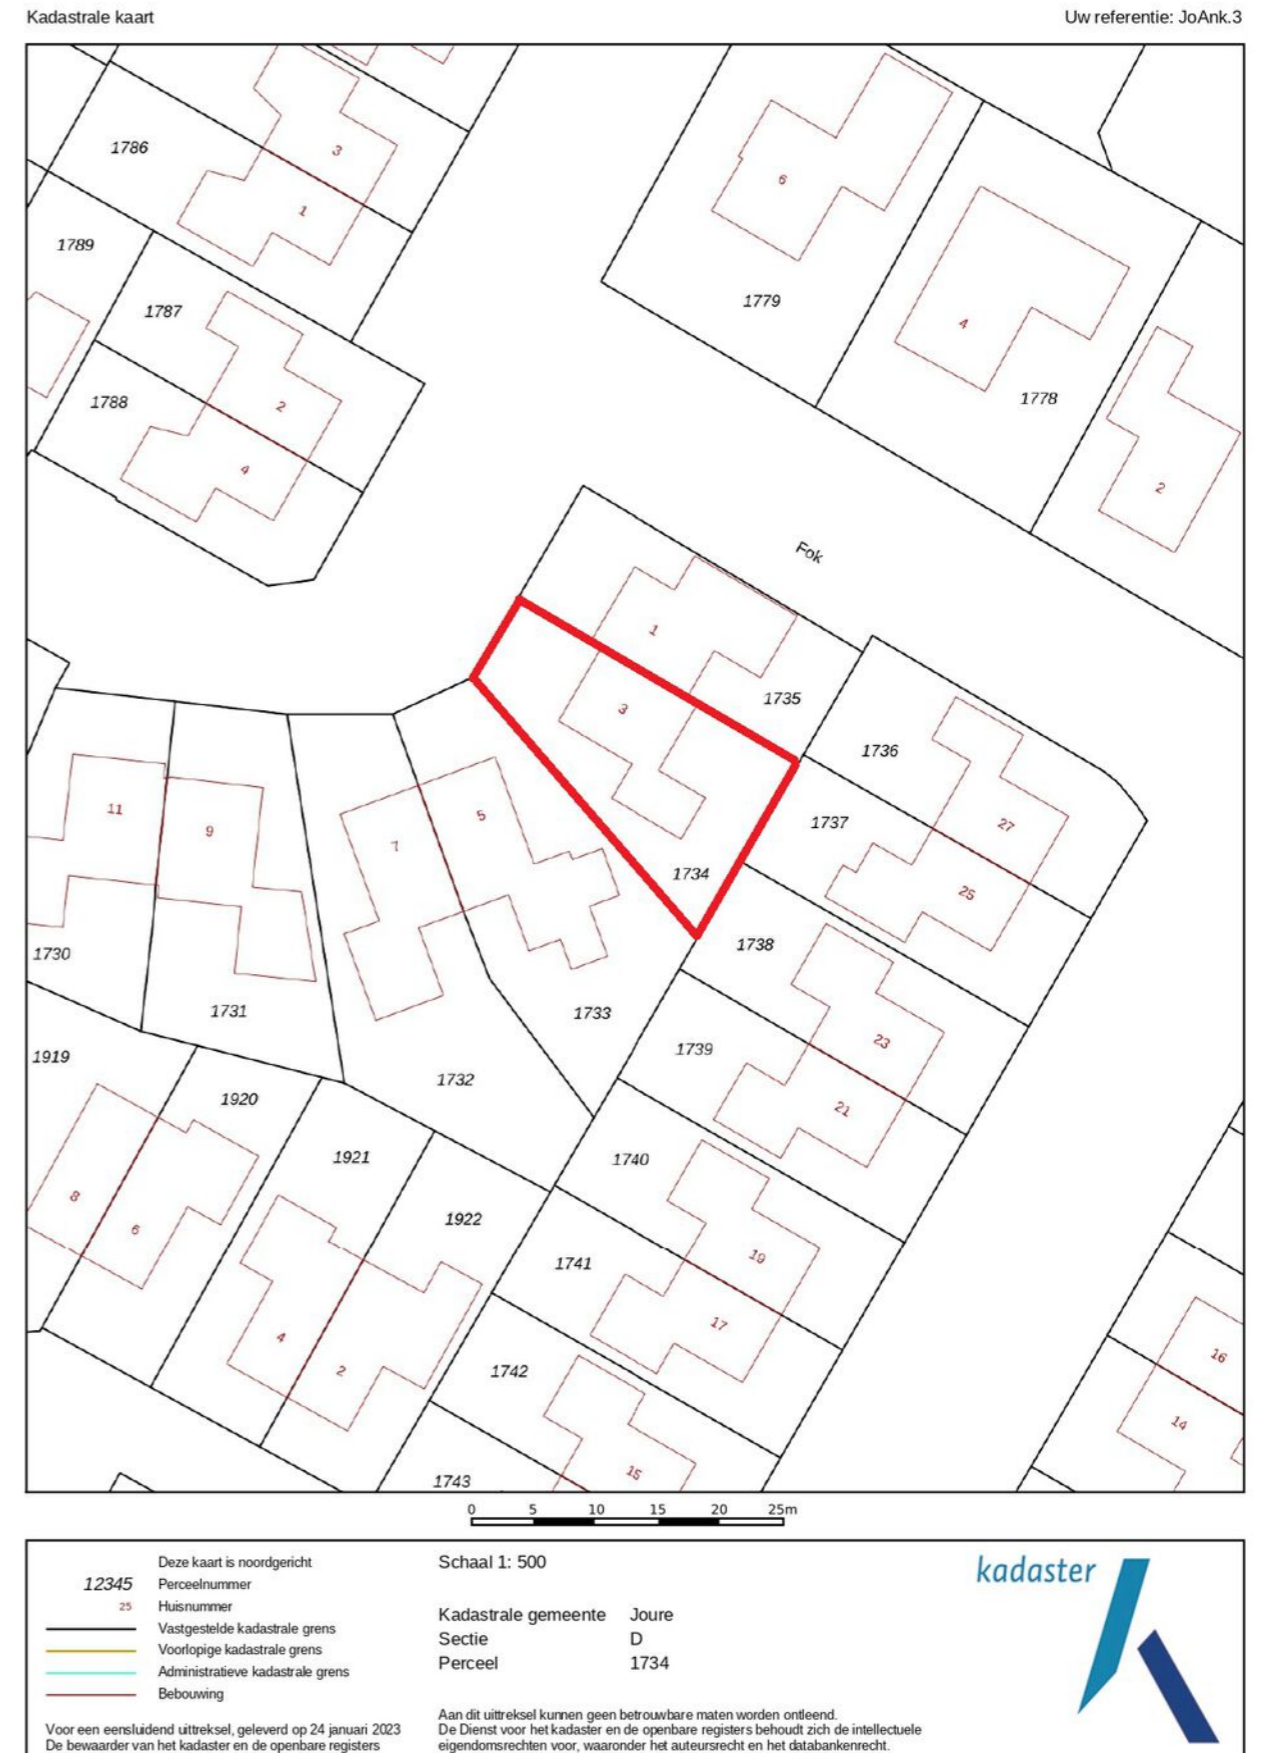 Kadastrale kaart
Uw referentie: JoAnk.3
1786
3
1
6
1789
1779
1787
4
1788
2
1778
4
2
Fok
1
3
1735
1736
1737
11
9
7
5
27
1734
25
1738
1730
1731
1733
23
1739
1919
1732
1920
21
1921
1740
8
6
1922
19
1741
4
2
17
16
1742
14
15
1743
0 5 10 15 20 25m
Deze kaart is noordgericht
12345 Perceelnummer
25 Huisnummer
Vastgestelde kadastrale grens
Voorlopige kadastrale grens
Administratieve kadastrale grens
Bebouwing
Voor een eensluidend uittreksel, geleverd op 24 januari 2023
De bewaarder van het kadaster en de openbare registers
Schaal 1: 500
Kadastrale gemeente Joure
Sectie D
Perceel 1734
Aan dit uittreksel kunnen geen betrouwbare maten worden ontleend.
De Dienst voor het kadaster en de openbare registers behoudt zich de intellectuele
eigendomsrechten voor, waaronder het auteursrecht en het databankenrecht.
kadaster